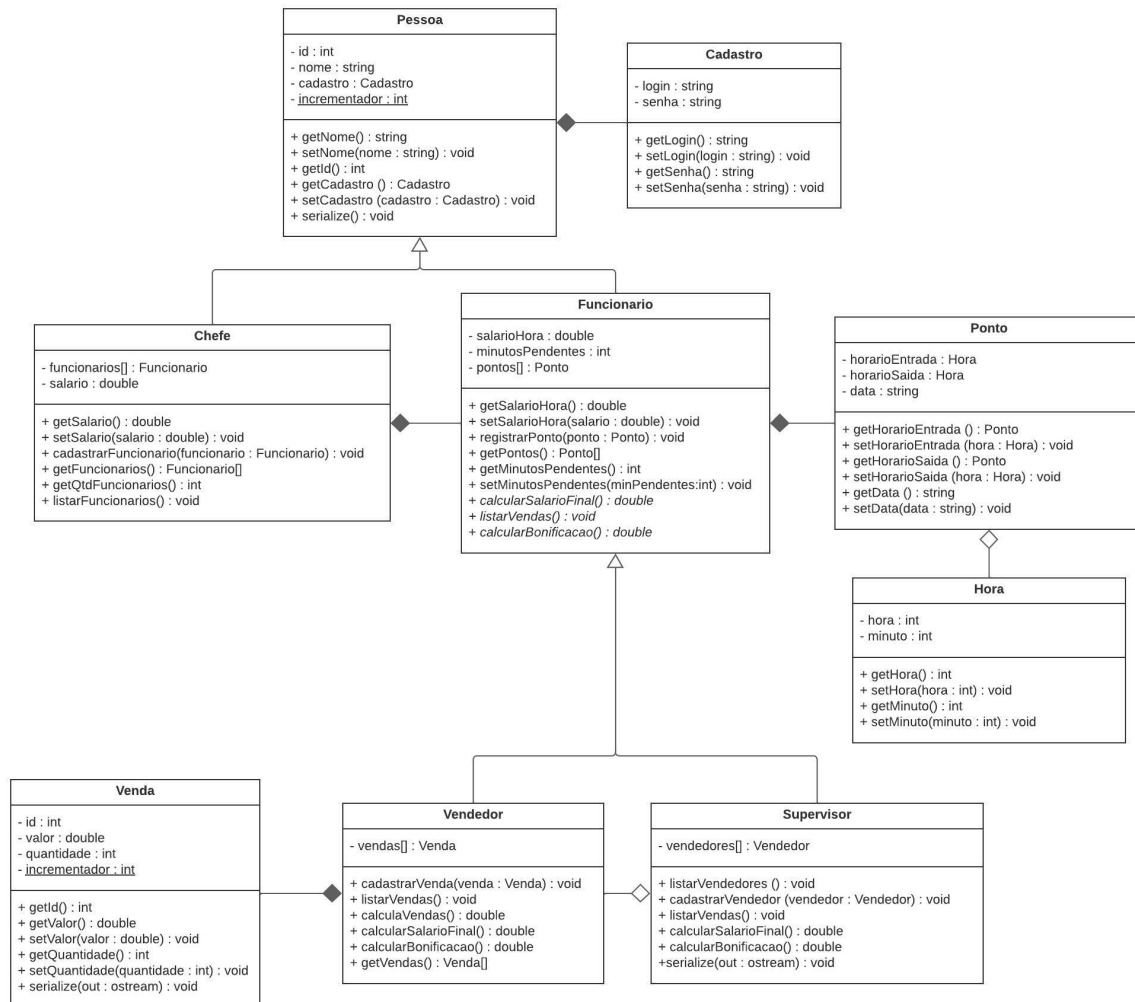 Pessoa
- id : int
- nome : string
- cadastro : Cadastro
- incrementador : int
+ getNome() : string
+ setNome(nome : string) : void
+ getId() : int
+ getCadastro () : Cadastro
+ setCadastro (cadastro : Cadastro) : void
+ serialize() : void
Cadastro
- login : string
- senha : string
+ getLogin() : string
+ setLogin(login : string) : void
+ getSenha() : string
+ setSenha(senha : string) : void
Chefe
- funcionarios[] : Funcionario
- salario : double
+ getSalario() : double
+ setSalario(salario : double) : void
+ cadastrarFuncionario(funcionario : Funcionario) : void
+ getFuncionarios() : Funcionario[]
+ getQtdFuncionarios() : int
+ listarFuncionarios() : void
Funcionario
- salarioHora : double
- minutosPendentes : int
- pontos[] : Ponto
+ getSalarioHora() : double
+ setSalarioHora(salario : double) : void
+ registrarPonto(ponto : Ponto) : void
+ getPontos() : Ponto[]
+ getMinutosPendentes() : int
+ setMinutosPendentes(minPendentes:int) : void
+ calcularSalarioFinal() : double
+ listarVendas() : void
+ calcularBonificacao() : double
Ponto
- horarioEntrada : Hora
- horarioSaida : Hora
- data : string
+ getHorarioEntrada () : Ponto
+ setHorarioEntrada (hora : Hora) : void
+ getHorarioSaida () : Ponto
+ setHorarioSaida (hora : Hora) : void
+ getData () : string
+ setData(data : string) : void
Hora
- hora : int
- minuto : int
+ getHora() : int
+ setHora(hora : int) : void
+ getMinuto() : int
+ setMinuto(minuto : int) : void
Venda
- id : int
- valor : double
- quantidade : int
- incrementador : int
+ getId() : int
+ getValor() : double
+ setValor(valor : double) : void
+ getQuantidade() : int
+ setQuantidade(quantidade : int) : void
+ serialize(out : ostream) : void
Vendedor
- vendas[] : Venda
+ cadastrarVenda(venda : Venda) : void
+ listarVendas() : void
+ calculaVendas() : double
+ calcularSalarioFinal() : double
+ calcularBonificacao() : double
+ getVendas() : Venda[]
Supervisor
- vendedores[] : Vendedor
+ listarVendedores () : void
+ cadastrarVendedor (vendedor : Vendedor) : void
+ listarVendas() : void
+ calcularSalarioFinal() : double
+ calcularBonificacao() : double
+serialize(out : ostream) : void